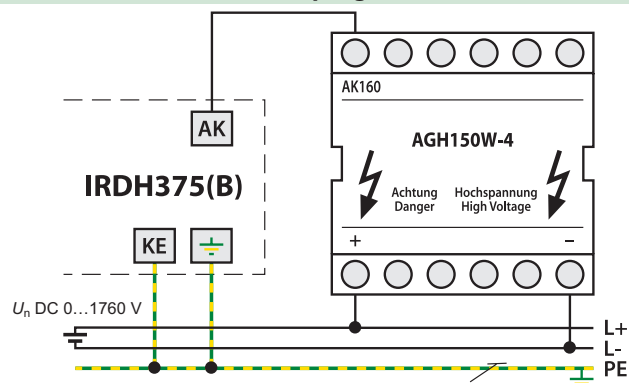 AK160
AK
AGH150W-4
IRDH375(B)
Achtung Hochspannung
Danger High Voltage
+ −
KE
Un DC 0...1760 V
L+
L-
PE